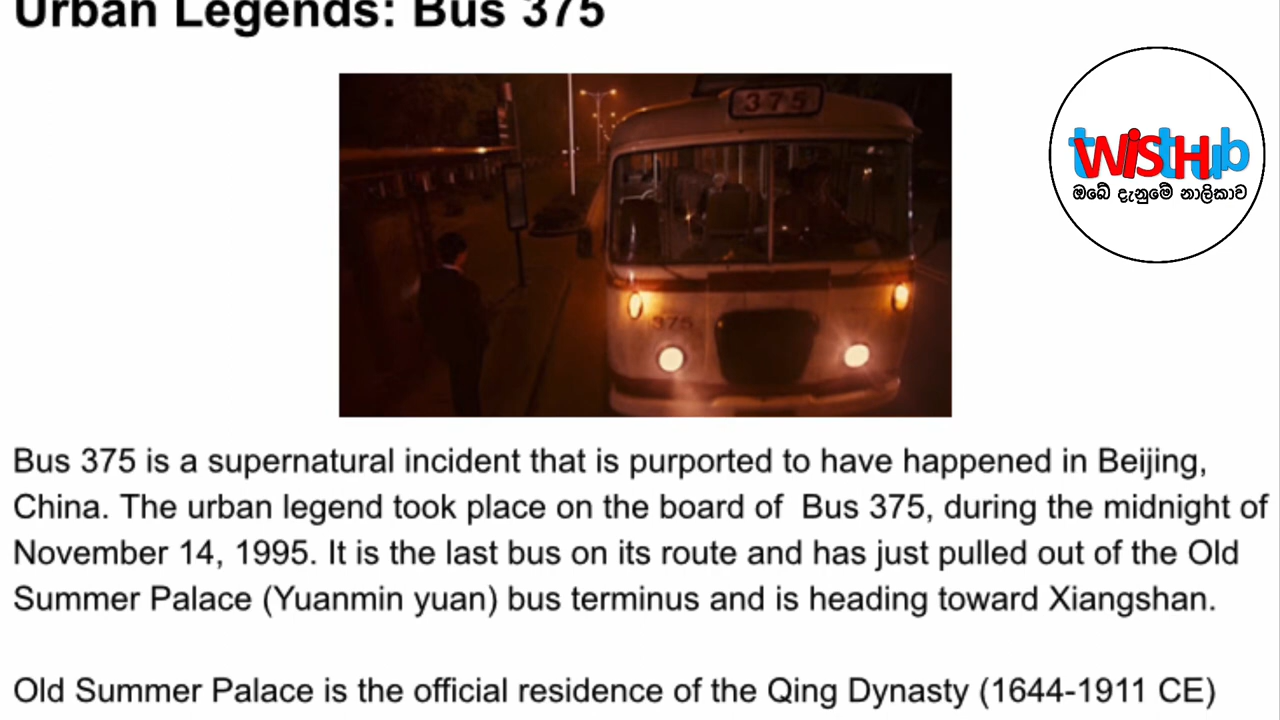 Urban Legends: Bus 375
375
375
twistHub
ඔබේ දැනුමේ නාලිකාව
Bus 375 is a supernatural incident that is purported to have happened in Beijing,
China. The urban legend took place on the board of  Bus 375, during the midnight of
November 14, 1995. It is the last bus on its route and has just pulled out of the Old
Summer Palace (Yuanmin yuan) bus terminus and is heading toward Xiangshan.
Old Summer Palace is the official residence of the Qing Dynasty (1644-1911 CE)